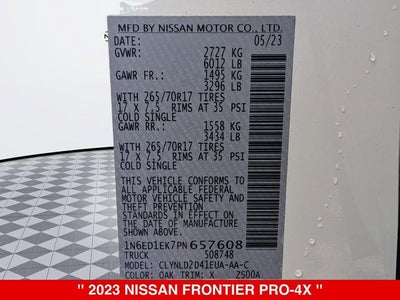 MFD BY NISSAN MOTOR CO., LTD.
DATE: 05/23
GVWR: 2727 KG
6012 LB
GAWR FR.: 1495 KG
3296 LB
WITH 265/70R17 TIRES
17 X 7.5 RIMS AT 35 PSI
COLD SINGLE
GAWR RR.: 1558 KG
3434 LB
WITH 265/70R17 TIRES
17 X 7.5 RIMS AT 35 PSI
COLD SINGLE
THIS VEHICLE CONFORMS TO ALL
APPLICABLE FEDERAL MOTOR
VEHICLE SAFETY AND THEFT
PREVENTION STANDARDS IN EFFECT
ON THE DATE OF MANUFACTURE
SHOWN ABOVE.
1N6ED1EK7PN657608
TRUCK 508748
MODEL: CLYNLD2D41EUA-AA-C
COLOR: QAK TRIM: X 2S00A
" 2023 NISSAN FRONTIER PRO-4X "